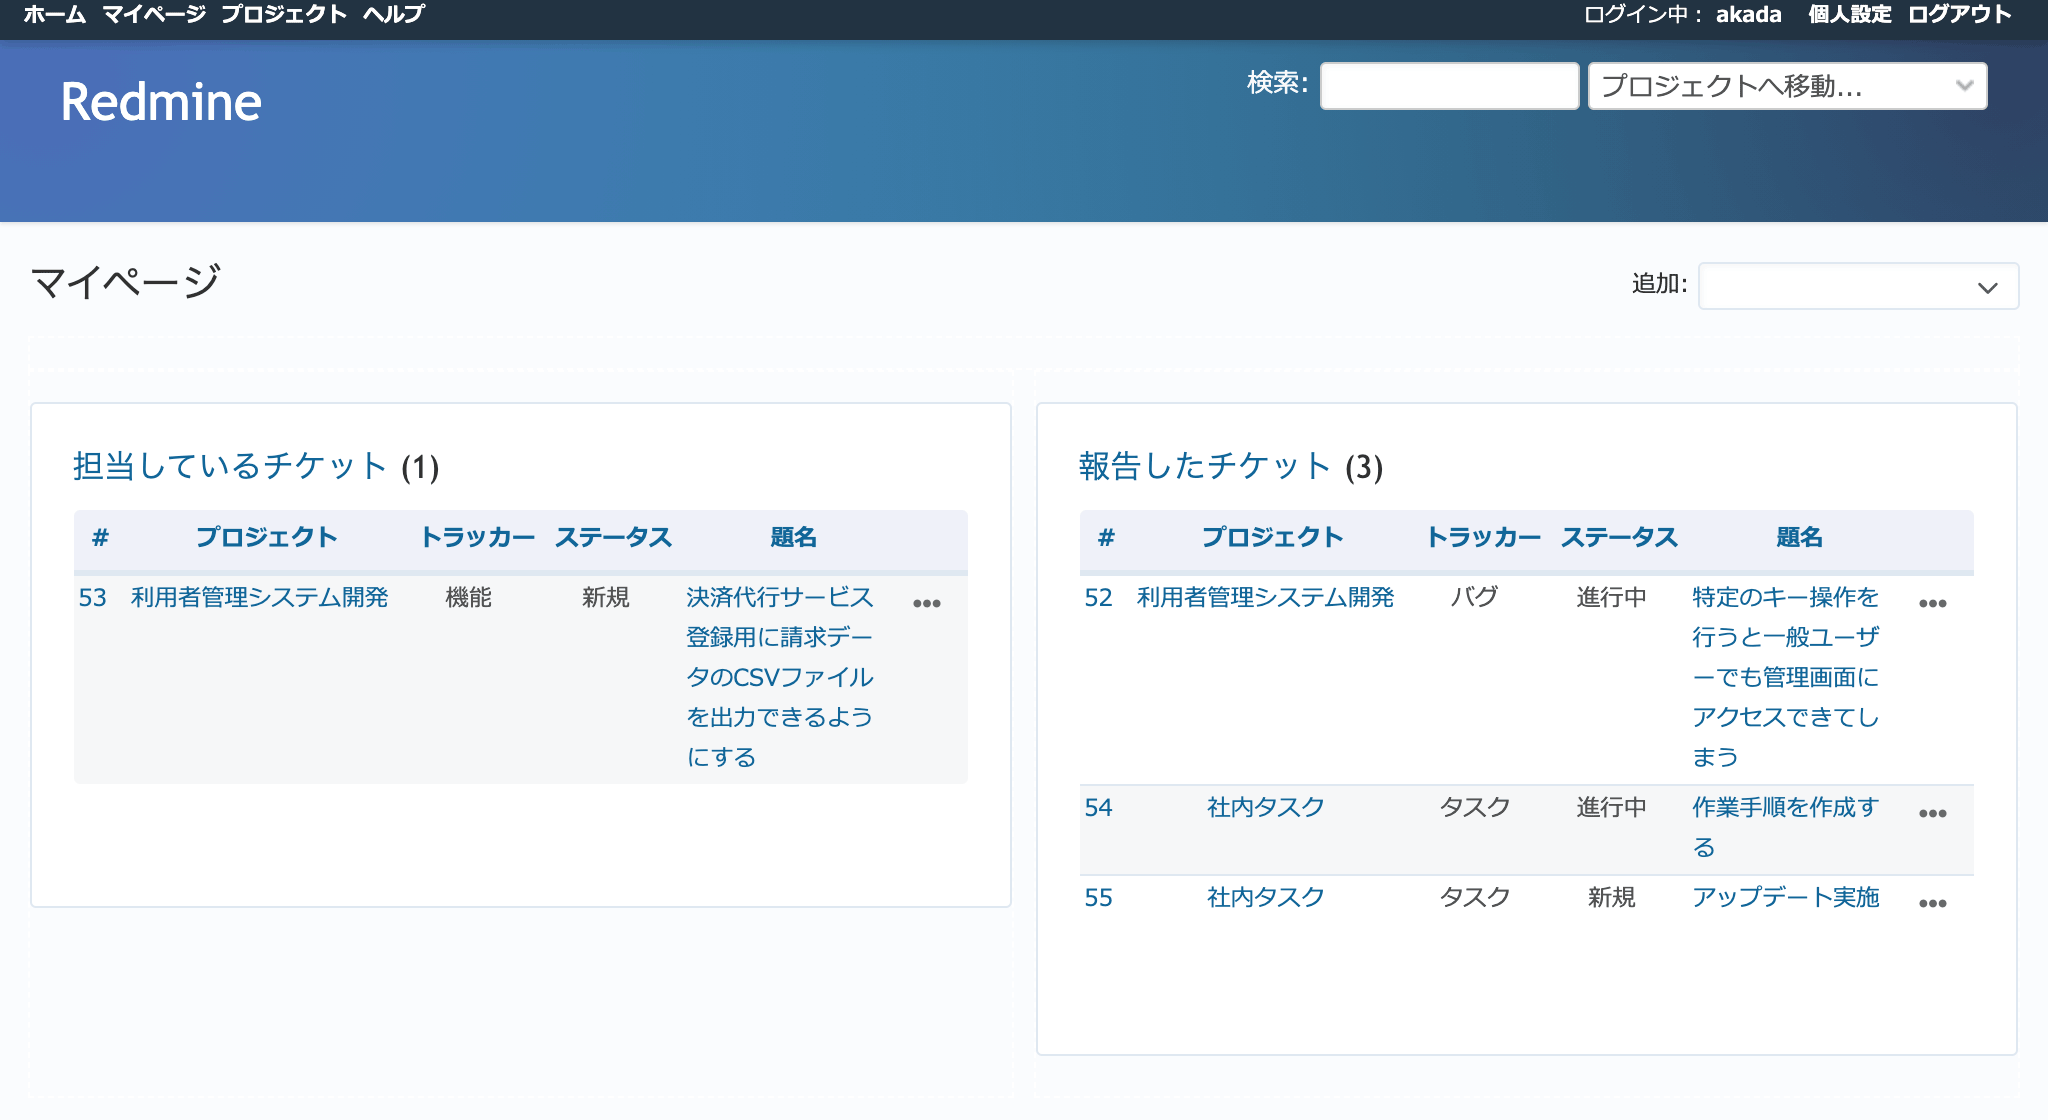 ホーム マイページ プロジェクト ヘルプ
ログイン中： akada 個人設定 ログアウト
Redmine
検索:
プロジェクトへ移動...
マイページ
追加:
担当しているチケット (1)
# プロジェクト トラッカー ステータス 題名
53 利用者管理システム開発 機能 新規 決済代行サービス
登録用に請求デー
タのCSVファイル
を出力できるよう
にする
報告したチケット (3)
# プロジェクト トラッカー ステータス 題名
52 利用者管理システム開発 バグ 進行中 特定のキー操作を
行うと一般ユーザ
ーでも管理画面に
アクセスできてし
まう
54 社内タスク タスク 進行中 作業手順を作成す
る
55 社内タスク タスク 新規 アップデート実施